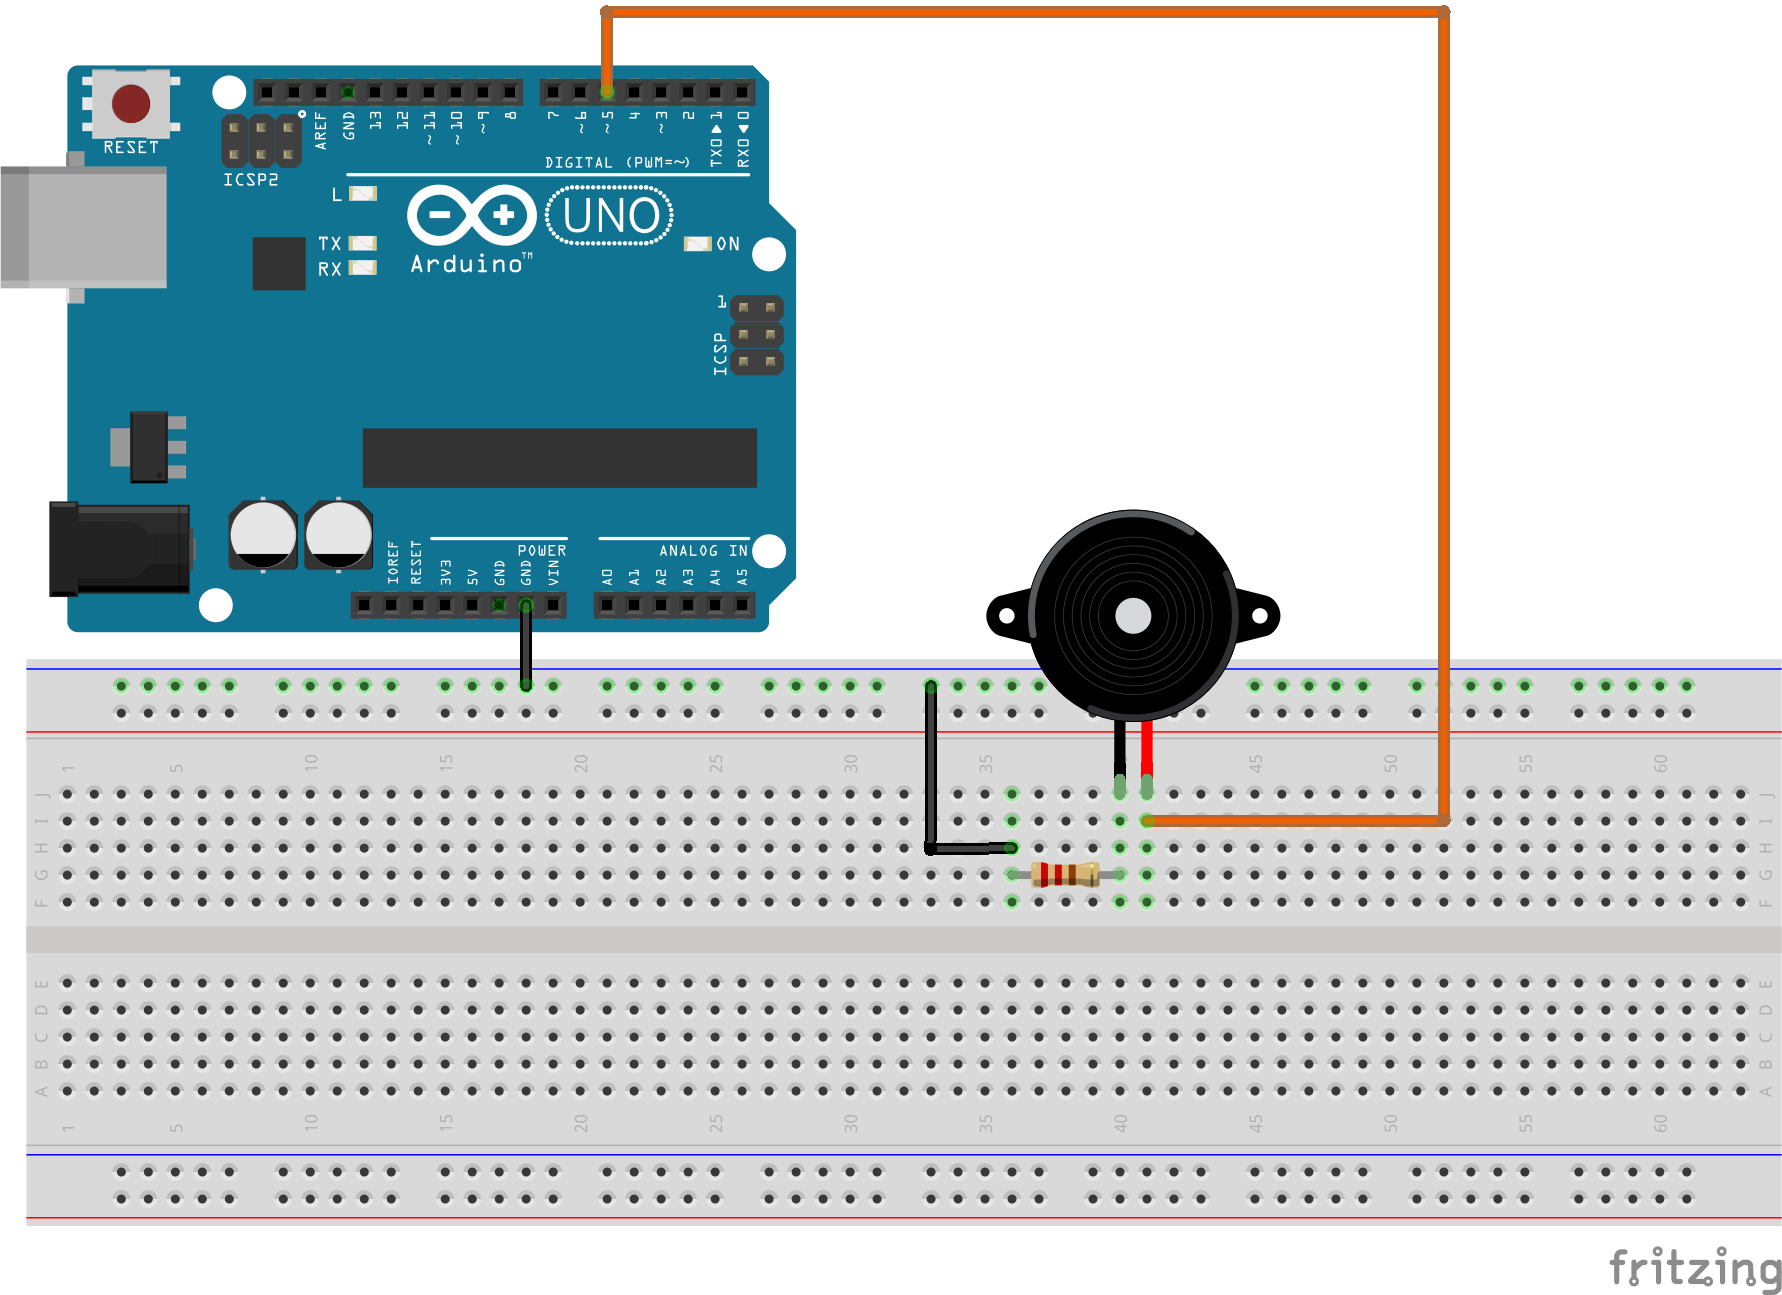 RESET
ICSP2
AREF
GND
13
12
~11
~10
~9
8
7
~6
~5
4
~3
2
TX0▶1
RX0◀0
DIGITAL (PWM=~)
L
TX
RX
UNO
Arduino™
ON
1
ICSP
IOREF
RESET
3V3
5V
GND
GND
VIN
POWER
A0
A1
A2
A3
A4
A5
ANALOG IN
1 5 10 15 20 25 30 35 45 50 55 60
J J
I I
H H
G G
F F
E E
D D
C C
B B
A A
1 5 10 15 20 25 30 35 40 45 50 55 60
fritzing